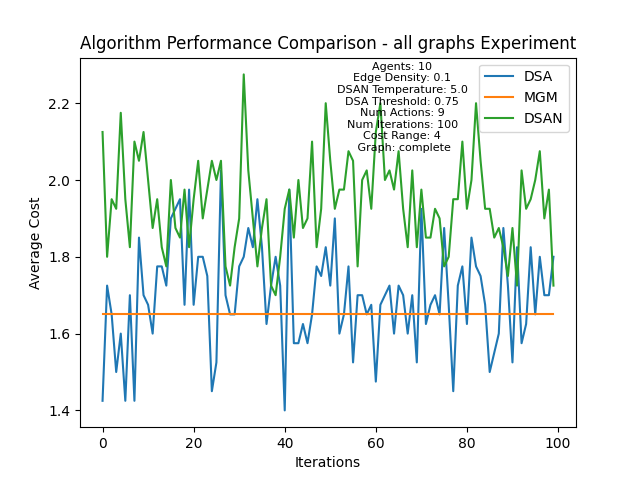 Algorithm Performance Comparison - all graphs Experiment
Agents: 10
Edge Density: 0.1
DSAN Temperature: 5.0
DSA Threshold: 0.75
Num Actions: 9
Num Iterations: 100
Cost Range: 4
Graph: complete
DSA
MGM
DSAN
Average Cost
2.2
2.0
1.8
1.6
1.4
0
20
40
60
80
100
Iterations